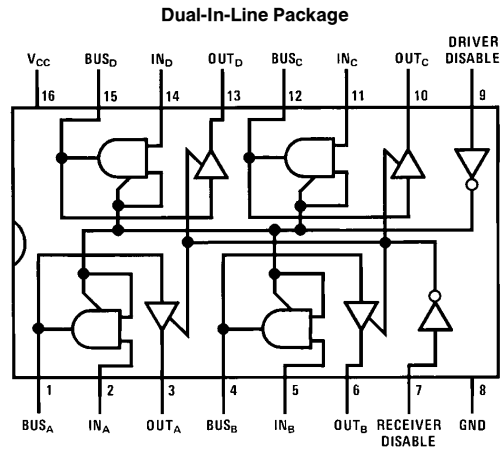 Dual-In-Line Package
VCC BUSD IND OUTD BUSC INC OUTC DRIVER DISABLE
16 15 14 13 12 11 10 9
1 2 3 4 5 6 7 8
BUSA INA OUTA BUSB INB OUTB RECEIVER DISABLE GND